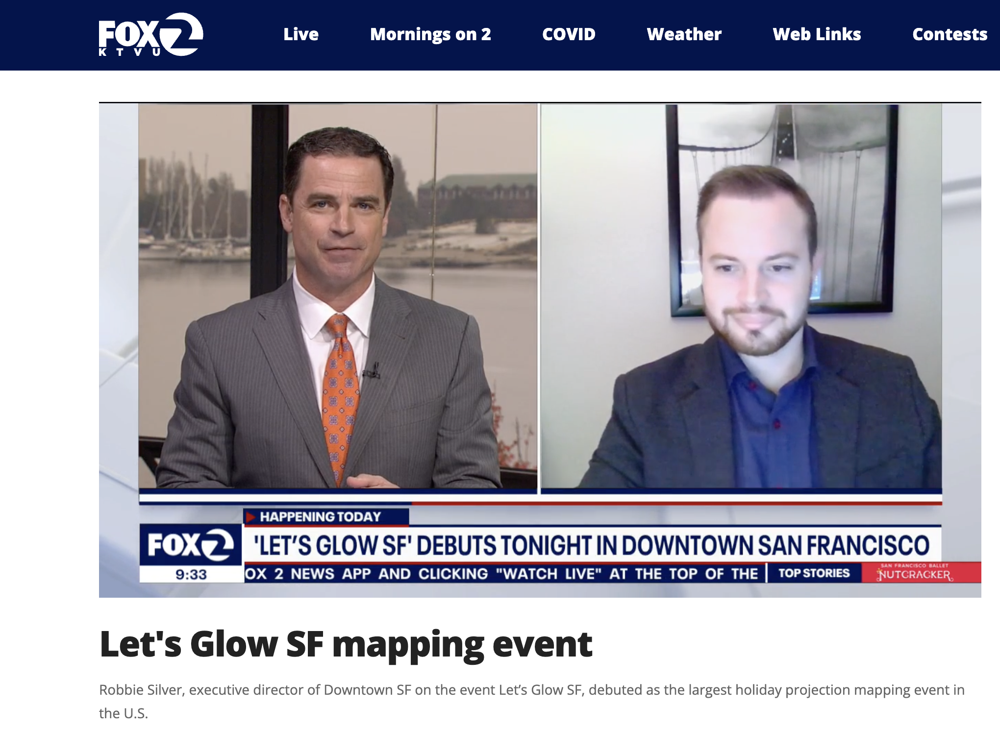 FOX 2
KTVU
Live
Mornings on 2
COVID
Weather
Web Links
Contests
HAPPENING TODAY
FOX 2
'LET'S GLOW SF' DEBUTS TONIGHT IN DOWNTOWN SAN FRANCISCO
9:33
OX 2 NEWS APP AND CLICKING "WATCH LIVE" AT THE TOP OF THE
TOP STORIES
SAN FRANCISCO BALLET
NUTCRACKER
Let's Glow SF mapping event
Robbie Silver, executive director of Downtown SF on the event Let’s Glow SF, debuted as the largest holiday projection mapping event in
the U.S.